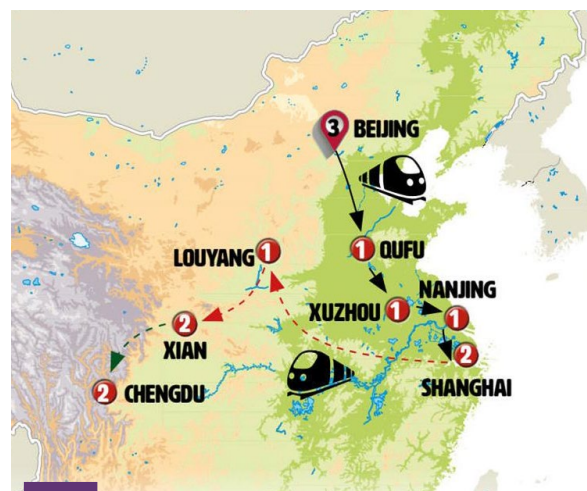 3 BEIJING
1 QUFU
LOUYANG 1
NANJING
XUZHOU 1
1
2
XIAN
2
SHANGHAI
2 CHENGDU